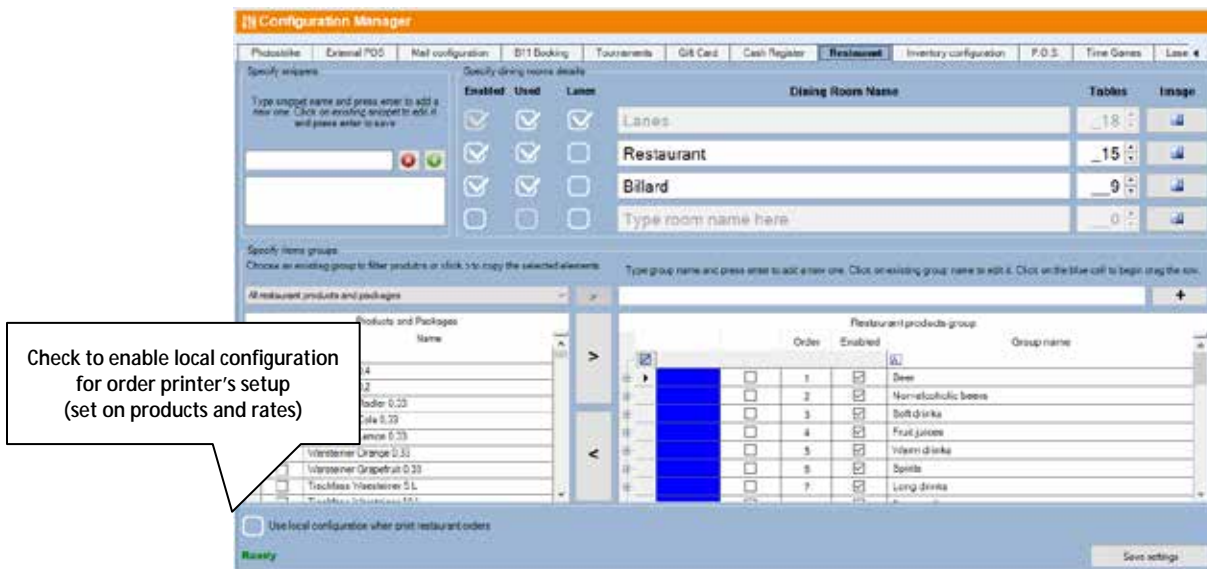 Configuration Manager
Photostrike External POS Mail configuration B11 Booking Tournaments Gift Card Cash Register Restaurant Inventory configuration P.O.S. Time Games
Specify snippets
Type snippet name and press enter to add a
new one. Click on existing snippet to edit it
and press enter to save
Specify dining rooms details
Enabled Used Lanes Dining Room Name Tables Image
Lanes _18
Restaurant _15
Billard __9
Type room name here __0
Specify items groups
Choose an existing group to filter produtcs or click > to copy the selected elements
Type group name and press enter to add a new one. Click on existing group name to edit it. Click on the blue cell to begin drag the row.
All restaurant products and packages > +
Products and Packages
Name
0,33
Warsteiner Orange 0.33
Warsteiner Grapefruit 0.33
> <
Restaurant products group
Order Enabled Group name
1 Beer
2 Non-alcoholic beers
3 Soft drinks
4 Fruit juices
5 Warm drinks
6 Spirits
7 Long drinks
Check to enable local configuration
for order printer's setup
(set on products and rates)
Use local configuration when print restaurant orders
Ready Save settings